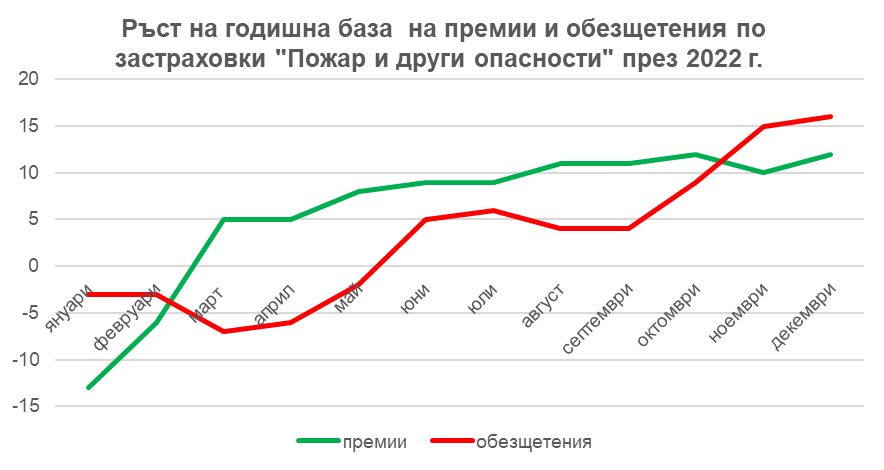 Ръст на годишна база на премии и обезщетения по
застраховки "Пожар и други опасности" през 2022 г.
20
15
10
5
0
-5
-10
-15
януари
февруари
март
април
май
юни
юли
август
септември
октомври
ноември
декември
премии
обезщетения